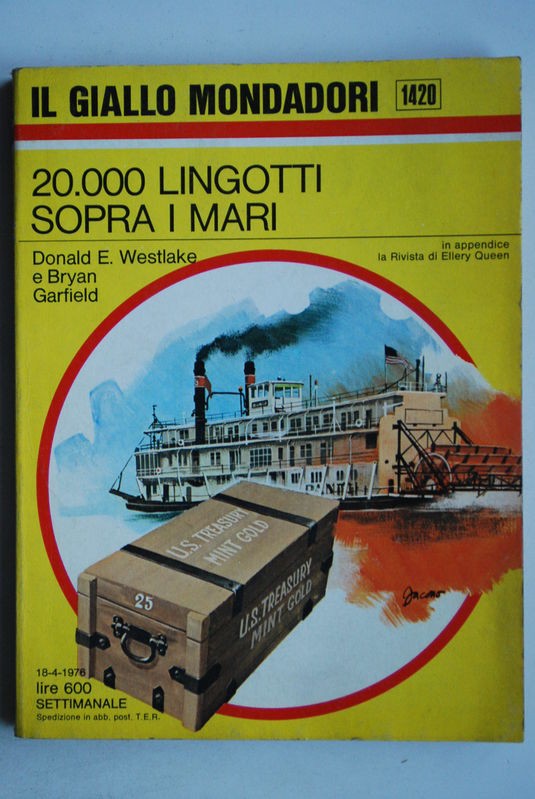 IL GIALLO MONDADORI 1420
20.000 LINGOTTI
SOPRA I MARI
Donald E. Westlake
e Bryan
Garfield
in appendice
la Rivista di Ellery Queen
U.S. TREASURY
MINT GOLD
U.S. TREASURY
MINT GOLD
25
Jacono
18-4-1976
lire 600
SETTIMANALE
Spedizione in abb. post. T.E.R.